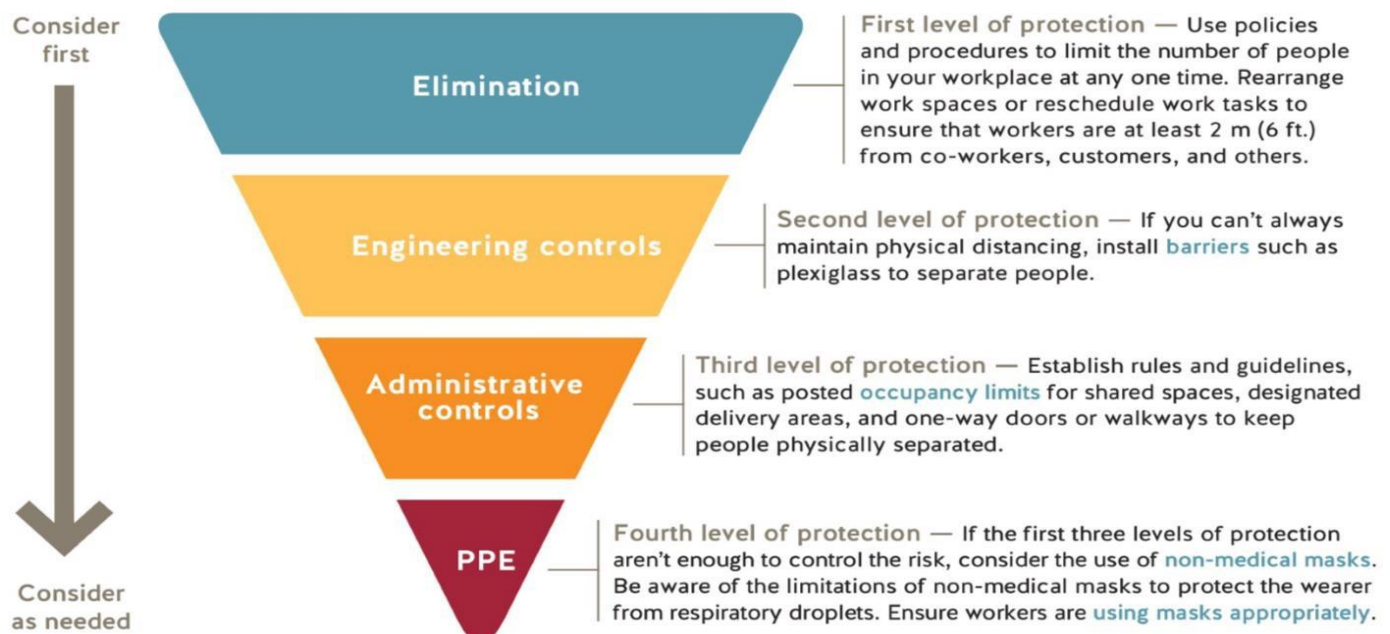 Consider
first
Elimination
First level of protection — Use policies
and procedures to limit the number of people
in your workplace at any one time. Rearrange
work spaces or reschedule work tasks to
ensure that workers are at least 2 m (6 ft.)
from co-workers, customers, and others.
Engineering controls
Second level of protection — If you can’t always
maintain physical distancing, install barriers such as
plexiglass to separate people.
Administrative
controls
Third level of protection — Establish rules and guidelines,
such as posted occupancy limits for shared spaces, designated
delivery areas, and one-way doors or walkways to keep
people physically separated.
PPE
Fourth level of protection — If the first three levels of protection
aren’t enough to control the risk, consider the use of non-medical masks.
Be aware of the limitations of non-medical masks to protect the wearer
from respiratory droplets. Ensure workers are using masks appropriately.
Consider
as needed